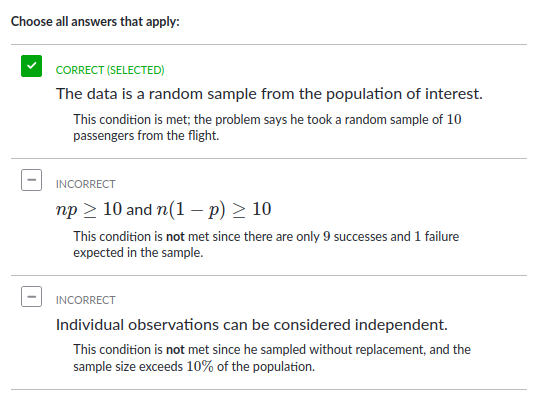 Choose all answers that apply:
CORRECT (SELECTED)
The data is a random sample from the population of interest.
This condition is met; the problem says he took a random sample of 10
passengers from the flight.
INCORRECT
np ≥ 10 and n(1 − p) ≥ 10
This condition is not met since there are only 9 successes and 1 failure
expected in the sample.
INCORRECT
Individual observations can be considered independent.
This condition is not met since he sampled without replacement, and the
sample size exceeds 10% of the population.